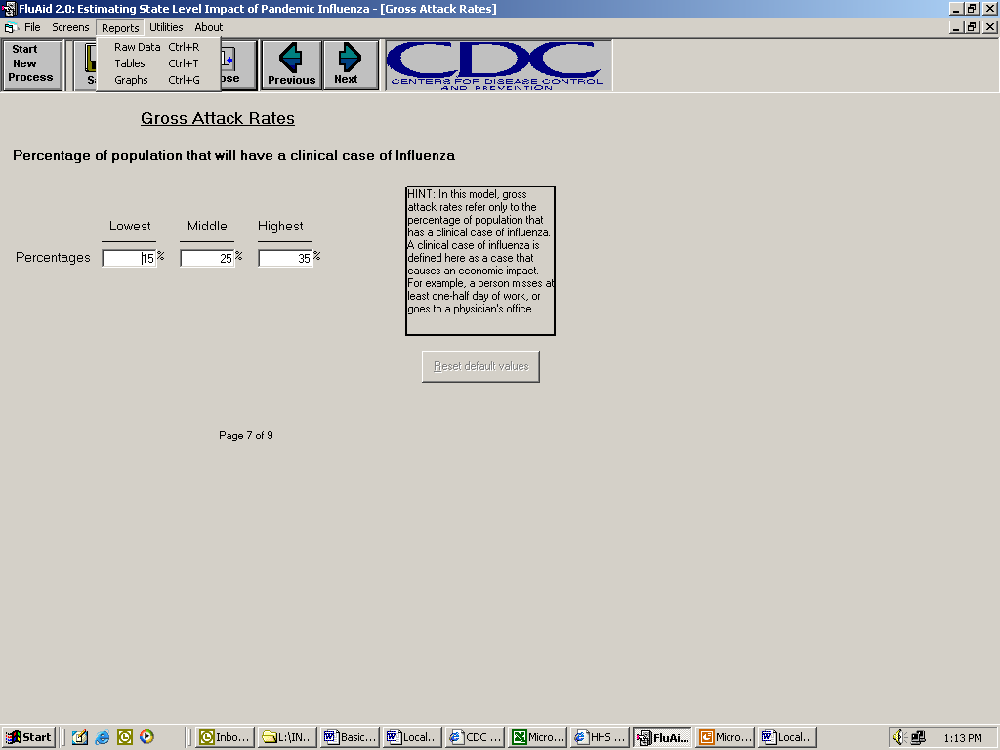 FluAid 2.0: Estimating State Level Impact of Pandemic Influenza - [Gross Attack Rates]
File Screens Reports Utilities About
Start New Process
Raw Data Ctrl+R
Tables Ctrl+T
Graphs Ctrl+G
Previous
Next
CDC
CENTERS FOR DISEASE CONTROL
AND PREVENTION
Gross Attack Rates
Percentage of population that will have a clinical case of Influenza
Lowest Middle Highest
Percentages 15 % 25 % 35 %
HINT: In this model, gross
attack rates refer only to the
percentage of population that
has a clinical case of influenza.
A clinical case of influenza is
defined here as a case that
causes an economic impact.
For example, a person misses at
least one-half day of work, or
goes to a physician's office.
Reset default values
Page 7 of 9
Start Inbo... L:\IN... Basic... Local... CDC ... Micro... HHS ... FluAi... Micro... Local... 1:13 PM